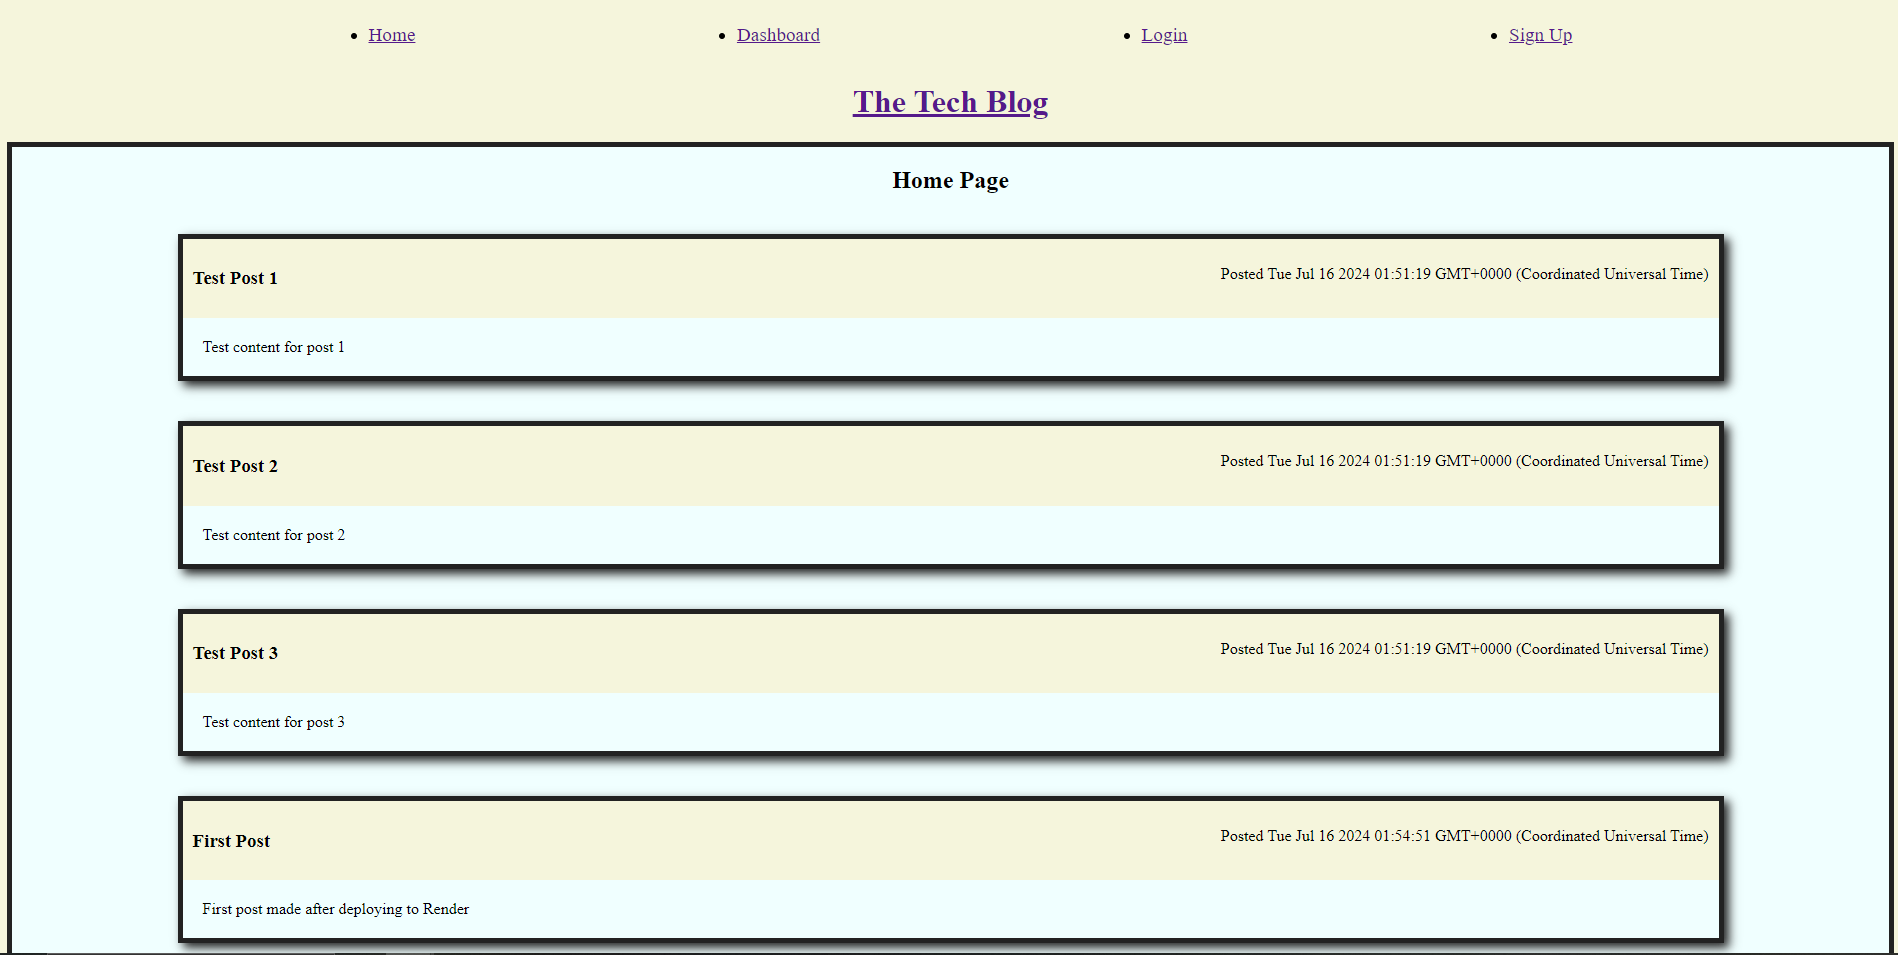 Home Dashboard Login Sign Up
The Tech Blog
Home Page
Test Post 1 Posted Tue Jul 16 2024 01:51:19 GMT+0000 (Coordinated Universal Time)
Test content for post 1
Test Post 2 Posted Tue Jul 16 2024 01:51:19 GMT+0000 (Coordinated Universal Time)
Test content for post 2
Test Post 3 Posted Tue Jul 16 2024 01:51:19 GMT+0000 (Coordinated Universal Time)
Test content for post 3
First Post Posted Tue Jul 16 2024 01:54:51 GMT+0000 (Coordinated Universal Time)
First post made after deploying to Render